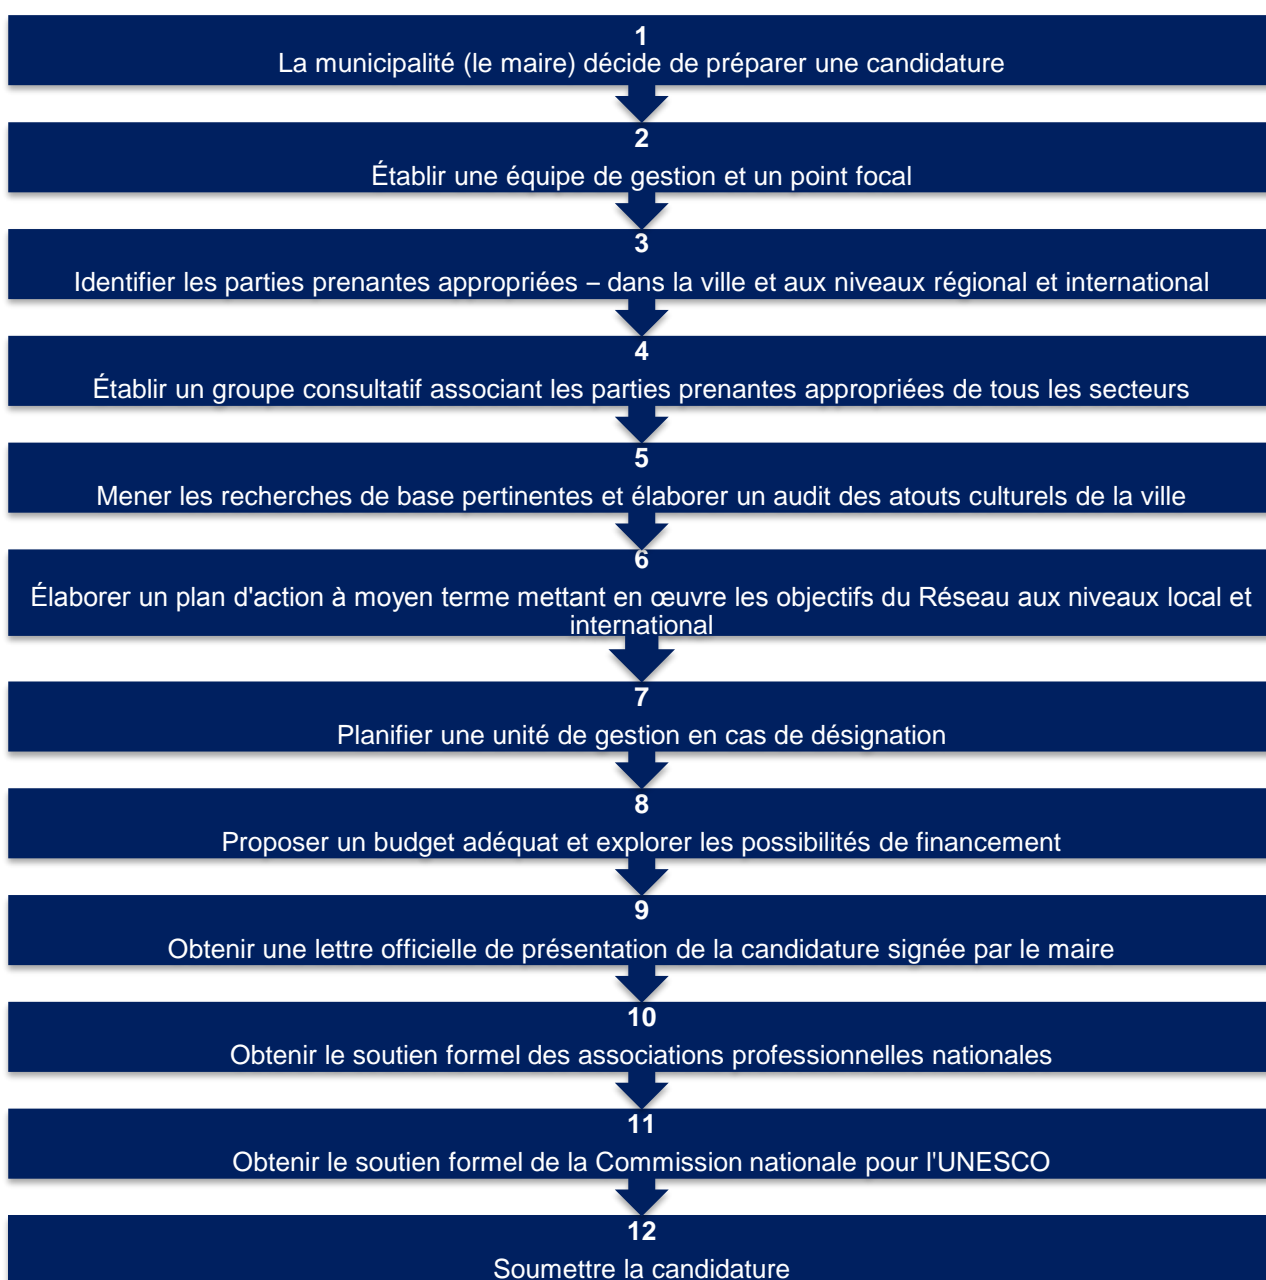 1
La municipalité (le maire) décide de préparer une candidature
2
Établir une équipe de gestion et un point focal
3
Identifier les parties prenantes appropriées – dans la ville et aux niveaux régional et international
4
Établir un groupe consultatif associant les parties prenantes appropriées de tous les secteurs
5
Mener les recherches de base pertinentes et élaborer un audit des atouts culturels de la ville
6
Élaborer un plan d'action à moyen terme mettant en œuvre les objectifs du Réseau aux niveaux local et
international
7
Planifier une unité de gestion en cas de désignation
8
Proposer un budget adéquat et explorer les possibilités de financement
9
Obtenir une lettre officielle de présentation de la candidature signée par le maire
10
Obtenir le soutien formel des associations professionnelles nationales
11
Obtenir le soutien formel de la Commission nationale pour l'UNESCO
12
Soumettre la candidature